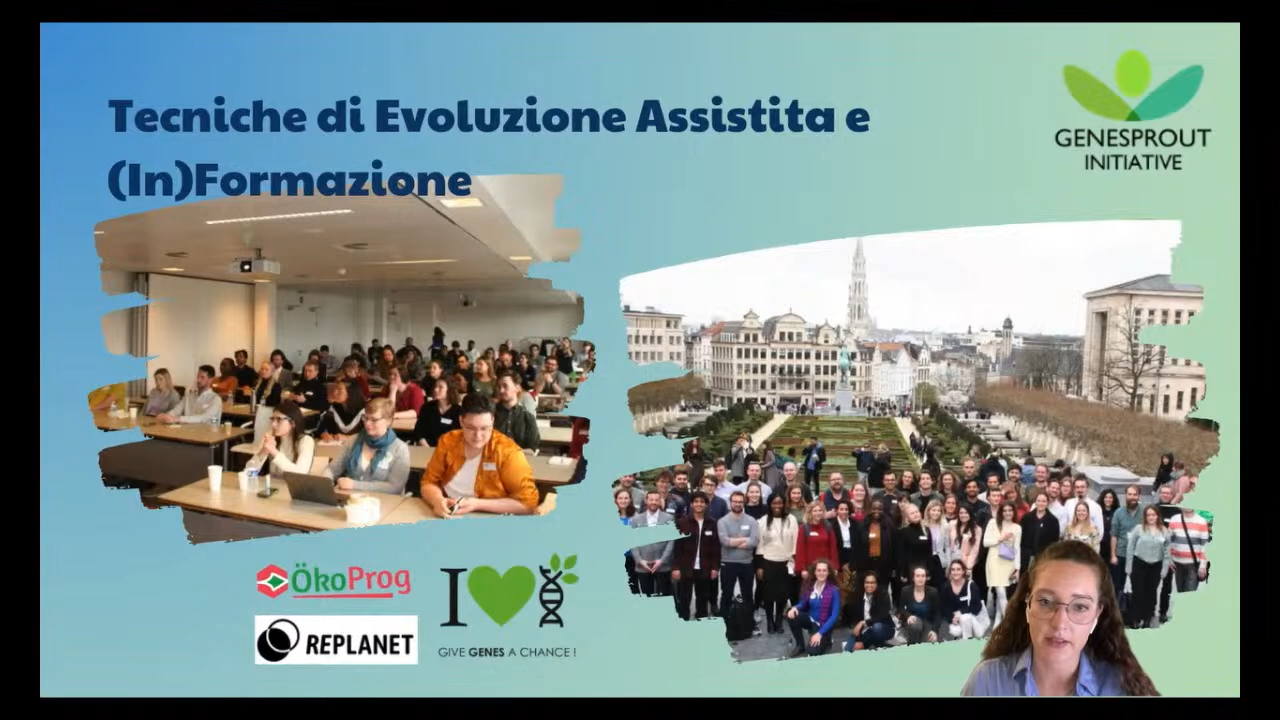 Tecniche di Evoluzione Assistita e
(In)Formazione
GENESPROUT
INITIATIVE
ÖkoProg
REPLANET
I
GIVE GENES A CHANCE !